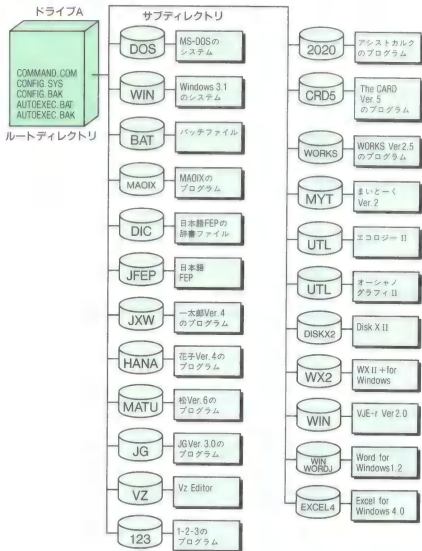 ドライブA
サブディレクトリ
COMMAND.COM
CONFIG.SYS
CONFIG.BAK
AUTOEXEC.BAT
AUTOEXEC.BAK
ルートディレクトリ
DOS
MS-DOSの
システム
WIN
Windows 3.1
のシステム
BAT
バッチファイル
MAOIX
MAOIXの
プログラム
DIC
日本語FEPの
辞書ファイル
JFEP
日本語
FEP
JXW
一太郎Ver.4
のプログラム
HANA
花子Ver.4の
プログラム
MATU
松Ver.6の
プログラム
JG
JGVer.3.0の
プログラム
VZ
Vz Editor
123
1-2-3の
プログラム
2020
アシストカルク
のプログラム
CRD5
The CARD
Ver.5
のプログラム
WORKS
WORKS Ver2.5
のプログラム
MYT
まいとーく
Ver.2
UTL
エコロジー II
UTL
オーシャノ
グラフィII
DISKX2
Disk X II
WX2
WXII+for
Windows
WIN
VJE-r Ver2.0
WIN
WORDJ
Word for
Windows1.2
EXCEL4
Excel for
Windows 4.0